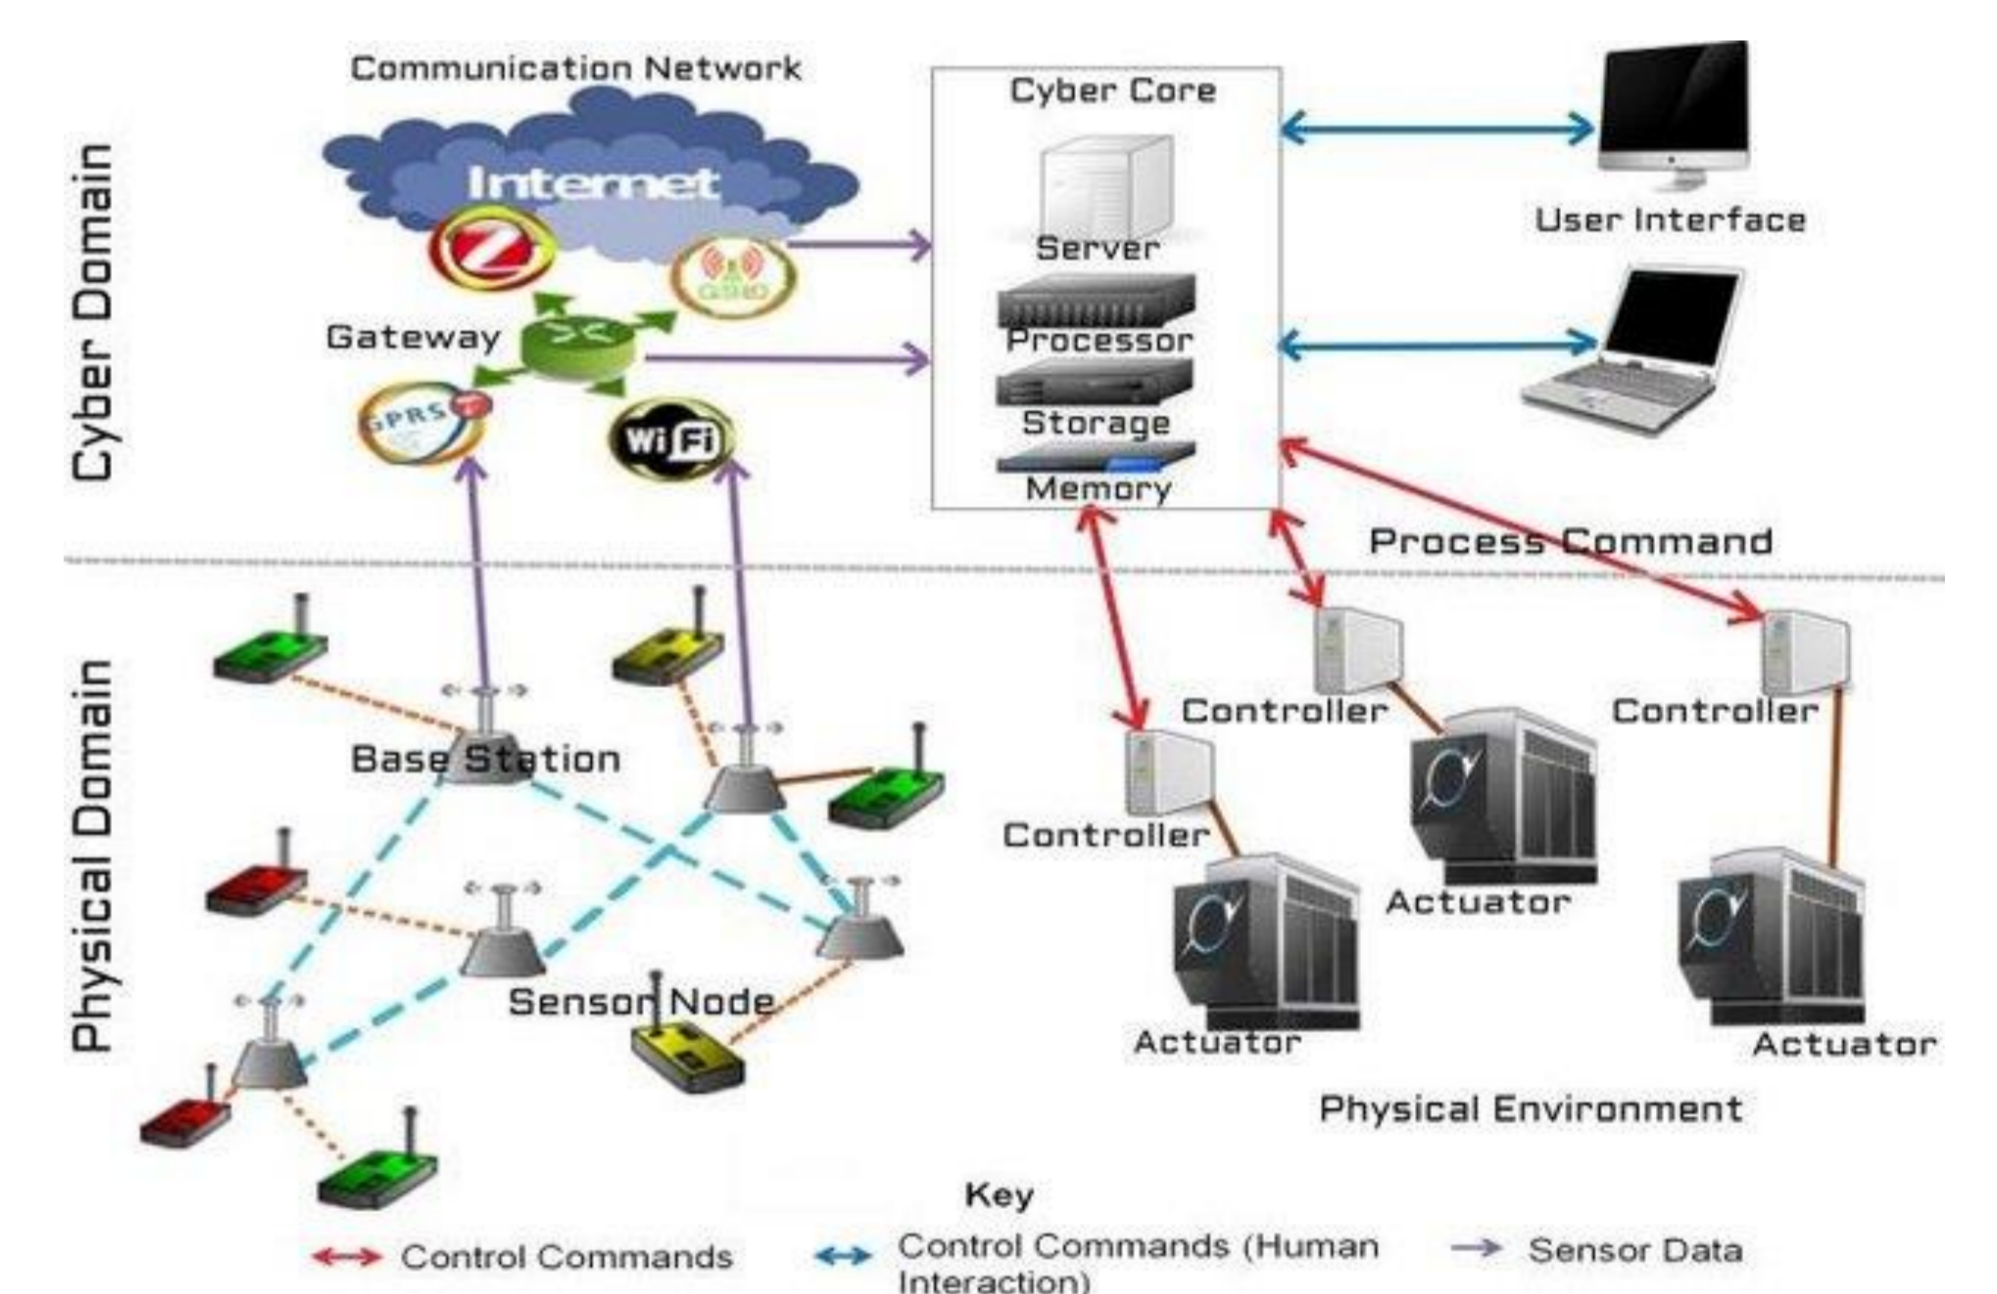 Communication Network
Internet
Gateway
GPRS
Wi Fi
Cyber Core
Server
Processor
Storage
Memory
User Interface
Cyber Domain
Process Command
Physical Domain
Base Station
Sensor Node
Controller
Controller
Controller
Actuator
Actuator
Actuator
Physical Environment
Key
Control Commands
Control Commands (Human
Interaction)
Sensor Data